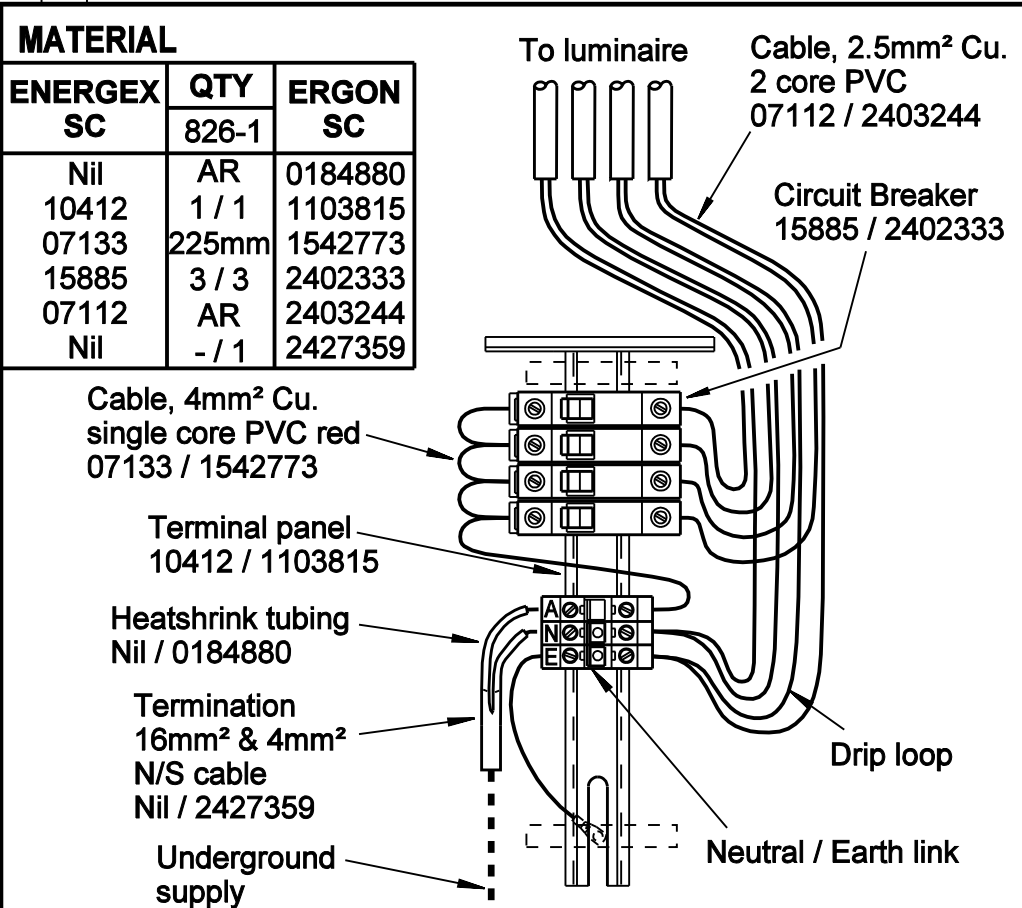 MATERIAL
ENERGEX SC QTY ERGON SC
826-1
Nil AR 0184880
10412 1 / 1 1103815
07133 225mm 1542773
15885 3 / 3 2402333
07112 AR 2403244
Nil - / 1 2427359
To luminaire
Cable, 2.5mm² Cu.
2 core PVC
07112 / 2403244
Circuit Breaker
15885 / 2402333
Cable, 4mm² Cu.
single core PVC red
07133 / 1542773
Terminal panel
10412 / 1103815
Heatshrink tubing
Nil / 0184880
A
N
E
Termination
16mm² & 4mm²
N/S cable
Nil / 2427359
Drip loop
Neutral / Earth link
Underground
supply